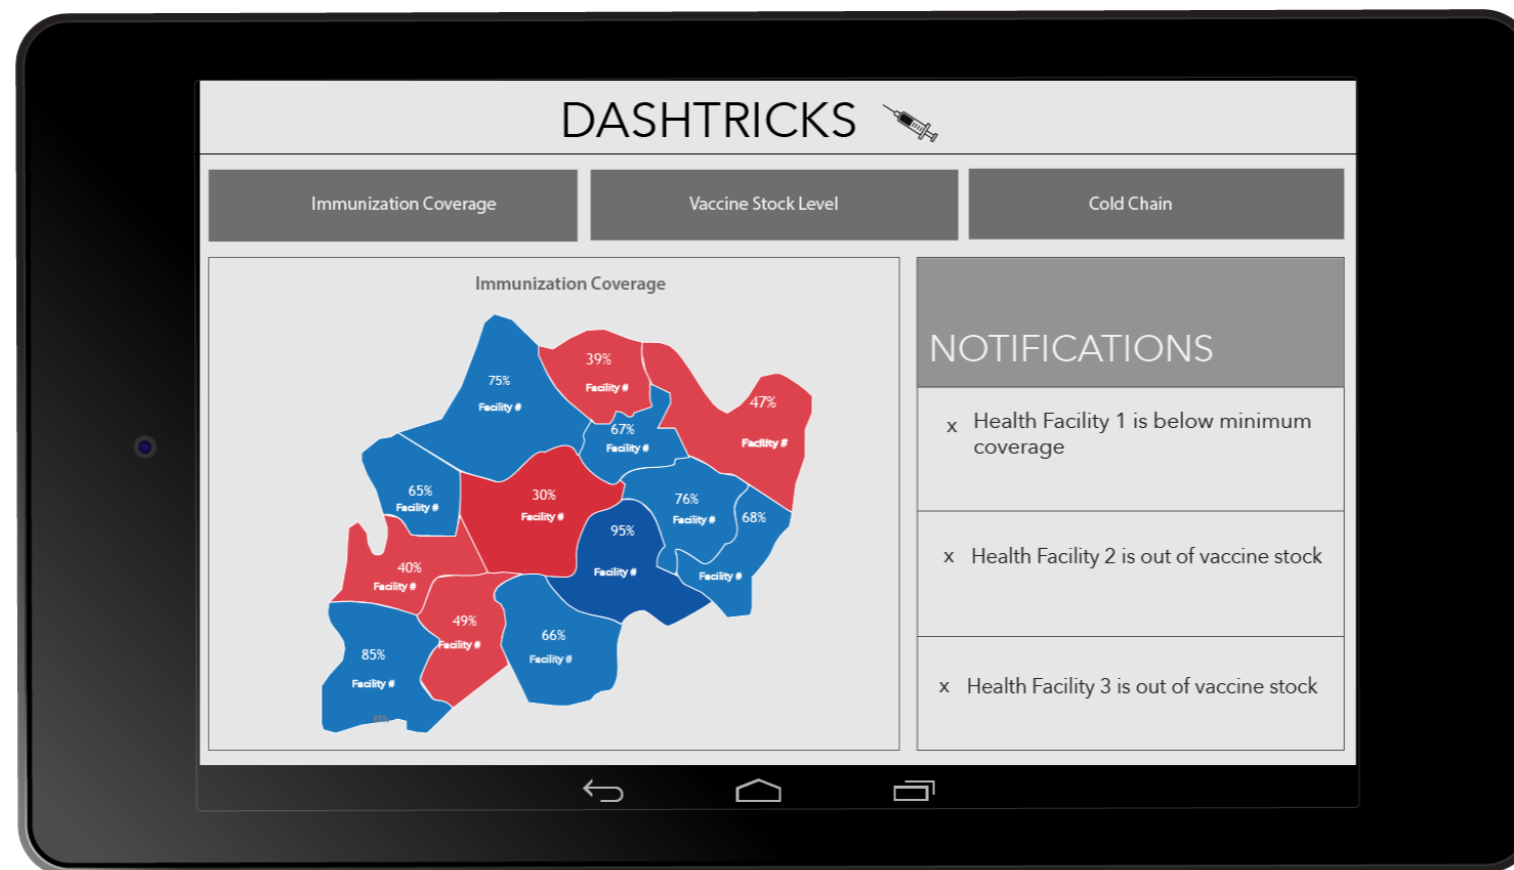 DASHTRICKS
Immunization Coverage
Vaccine Stock Level
Cold Chain
Immunization Coverage
75%
Facility #
39%
Facility #
47%
Facility #
67%
Facility #
65%
Facility #
30%
Facility #
76%
Facility #
68%
Facility #
95%
Facility #
40%
Facility #
49%
Facility #
66%
Facility #
85%
Facility #
NOTIFICATIONS
x Health Facility 1 is below minimum
coverage
x Health Facility 2 is out of vaccine stock
x Health Facility 3 is out of vaccine stock